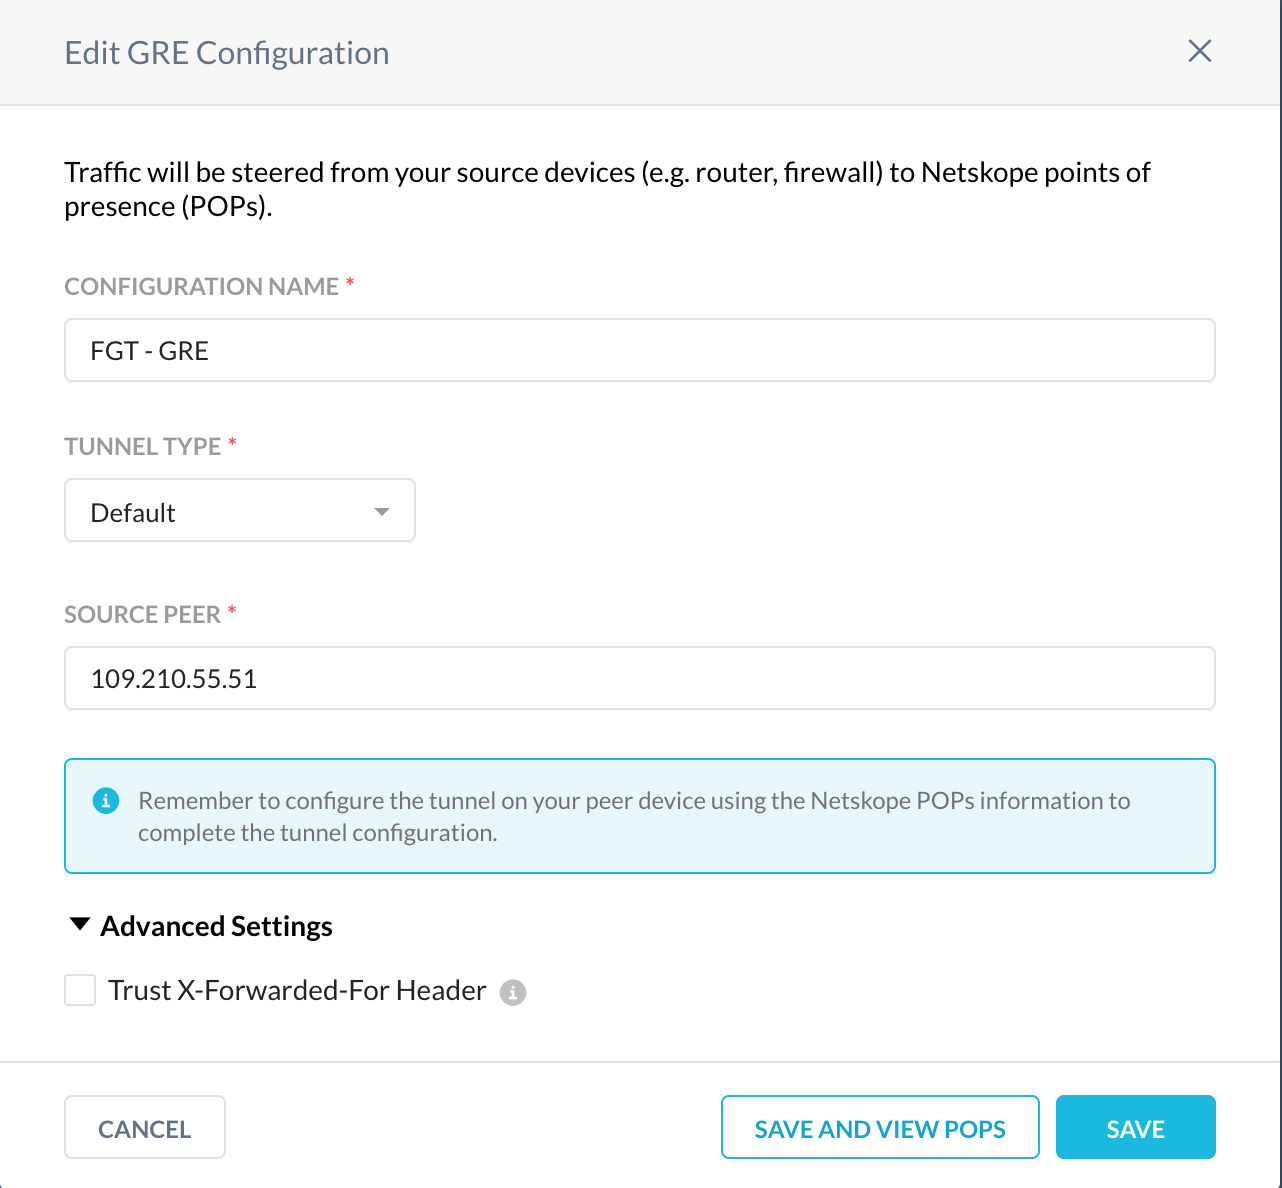 Edit GRE Configuration
Traffic will be steered from your source devices (e.g. router, firewall) to Netskope points of
presence (POPs).
CONFIGURATION NAME *
FGT - GRE
TUNNEL TYPE *
Default
SOURCE PEER *
109.210.55.51
Remember to configure the tunnel on your peer device using the Netskope POPs information to
complete the tunnel configuration.
Advanced Settings
Trust X-Forwarded-For Header
CANCEL
SAVE AND VIEW POPS
SAVE